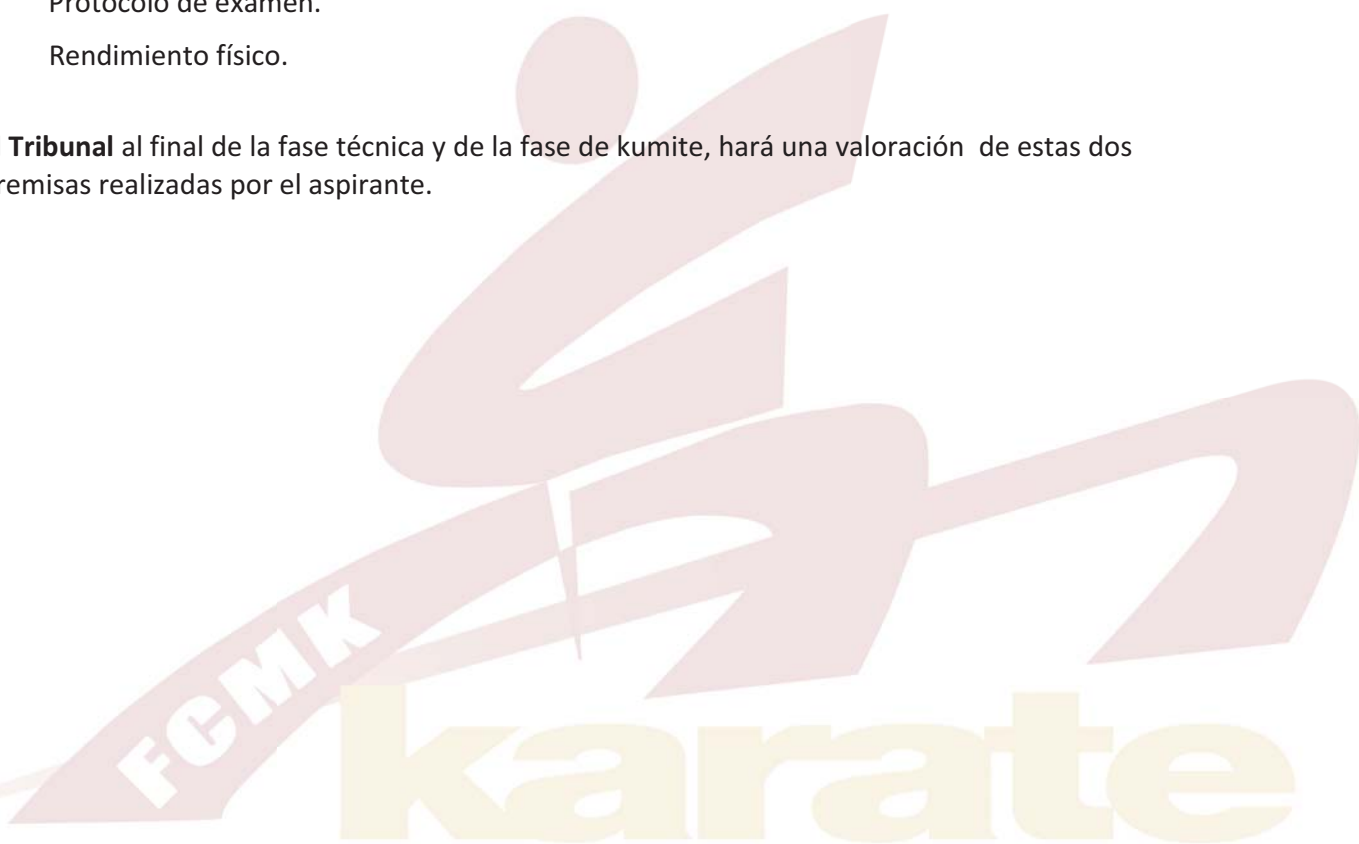 Protocolo de examen.
Rendimiento físico.
Tribunal al final de la fase técnica y de la fase de kumite, hará una valoración de estas dos
remisas realizadas por el aspirante.
FCMK
karate